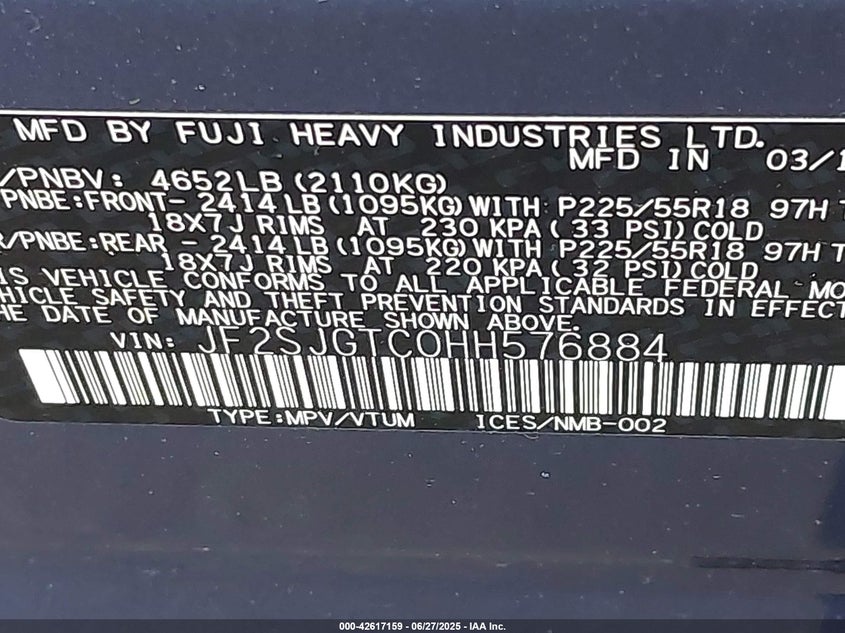 MFD BY FUJI HEAVY INDUSTRIES LTD.
MFD IN 03/1
/PNBV: 4652LB (2110KG)
PNBE:FRONT- 2414 LB (1095KG) WITH P225/55R18 97H T
18X7J RIMS AT 230 KPA ( 33 PSI) COLD
R/PNBE:REAR - 2414 LB (1095KG) WITH P225/55R18 97H T
18X7J RIMS AT 220 KPA ( 32 PSI) COLD
IS VEHICLE CONFORMS TO ALL APPLICABLE FEDERAL MO
HICLE SAFETY AND THEFT PREVENTION STANDARDS IN EFFECT
HE DATE OF MANUFACTURE SHOWN ABOVE.
VIN: JF2SJGTC0HH576884
TYPE:MPV/VTUM ICES/NMB-002
000-42617159 - 06/27/2025 - IAA Inc.